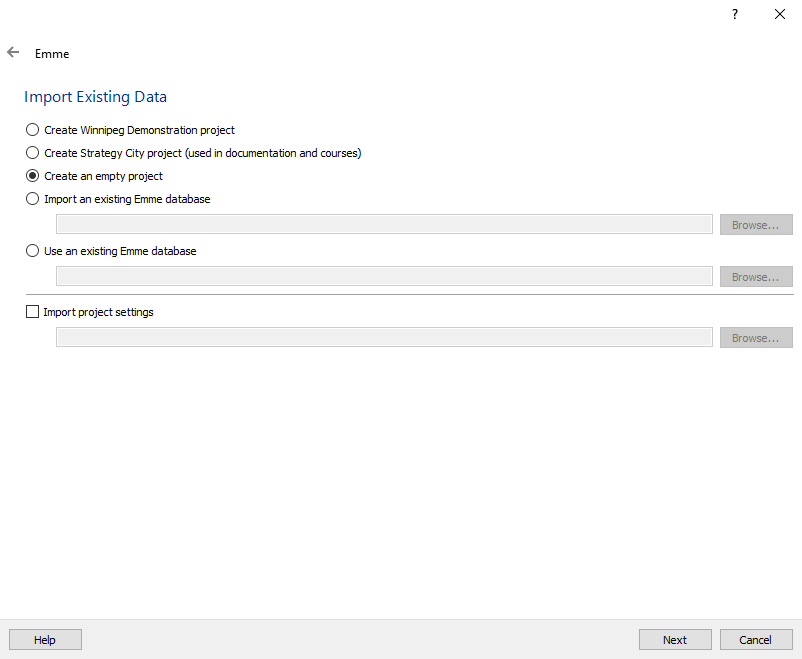 ?
Emme
Import Existing Data
Create Winnipeg Demonstration project
Create Strategy City project (used in documentation and courses)
Create an empty project
Import an existing Emme database
Browse...
Use an existing Emme database
Browse...
Import project settings
Browse...
Help Next Cancel